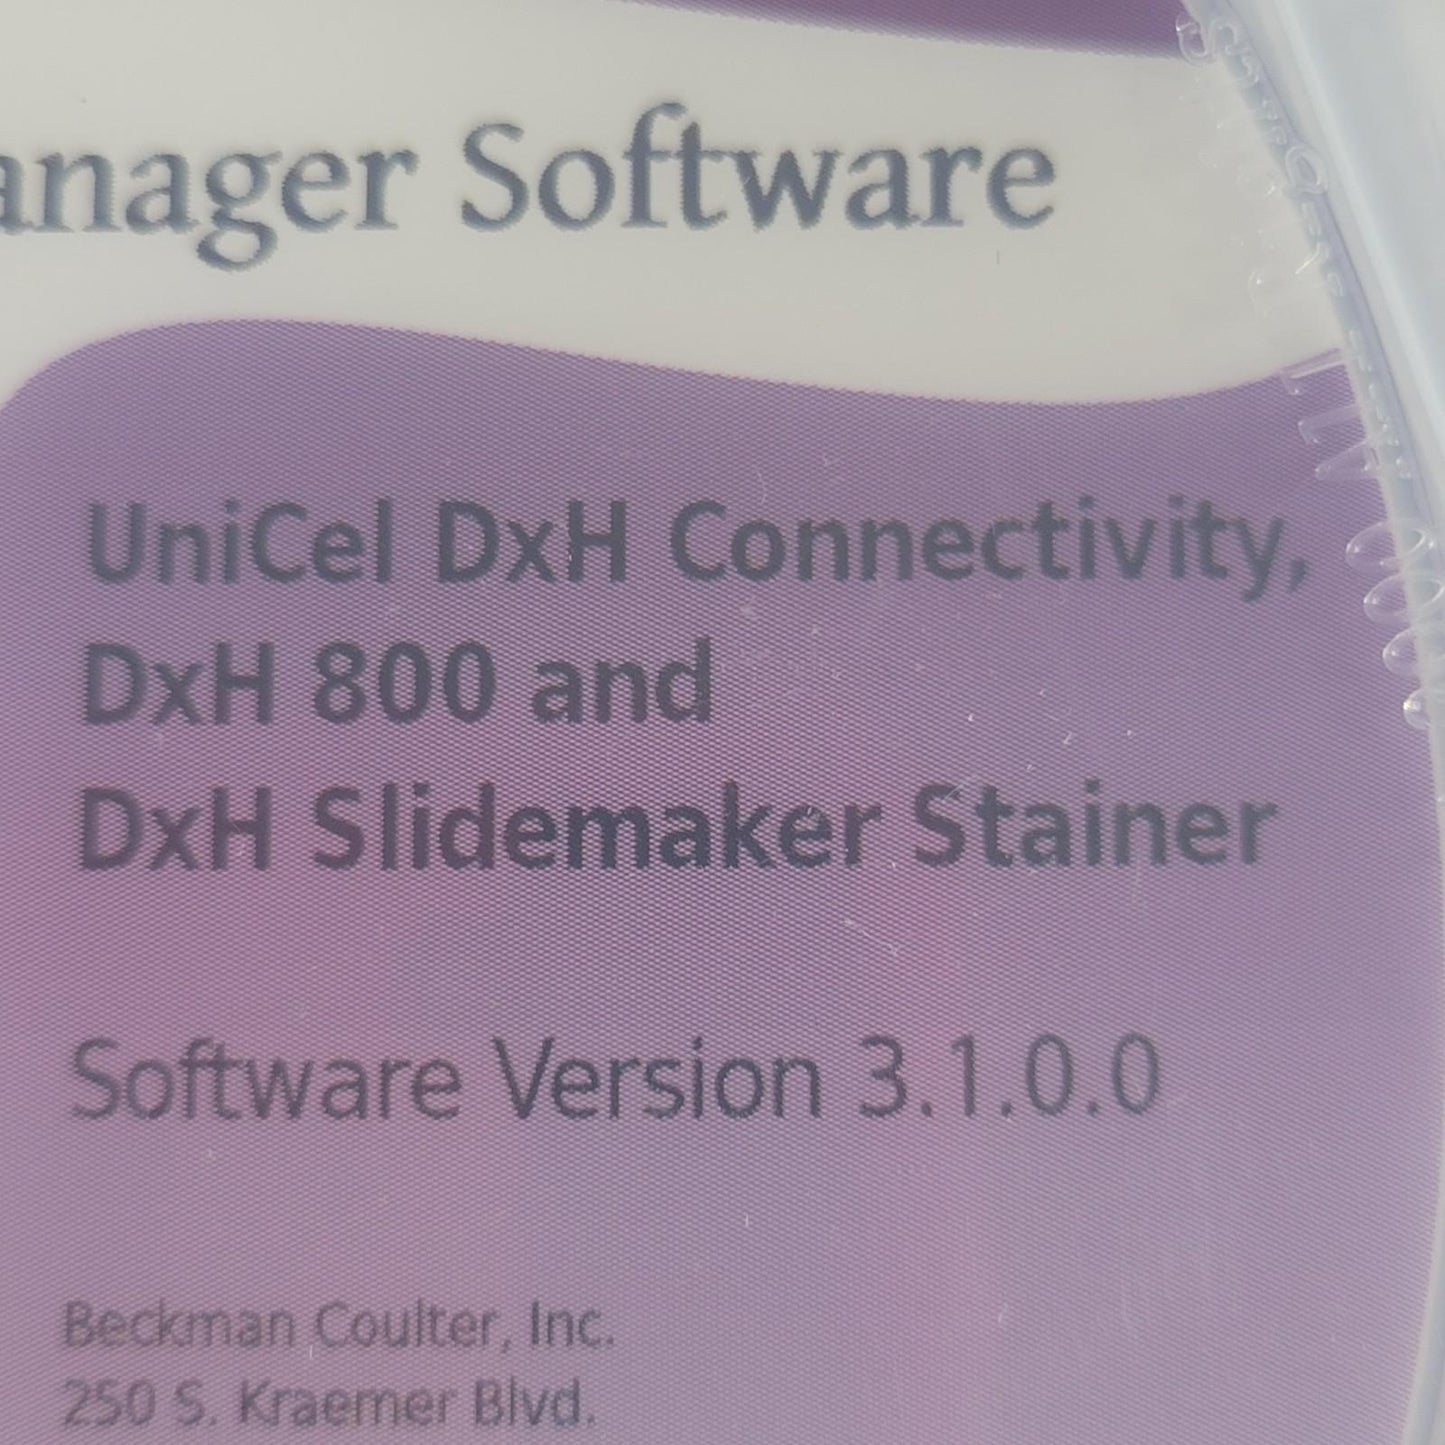 anager Software
UniCel DxH Connectivity,
DxH 800 and
DxH Slidemaker Stainer
Software Version 3.1.0.0
Beckman Coulter, Inc.
250 S. Kraemer Blvd.